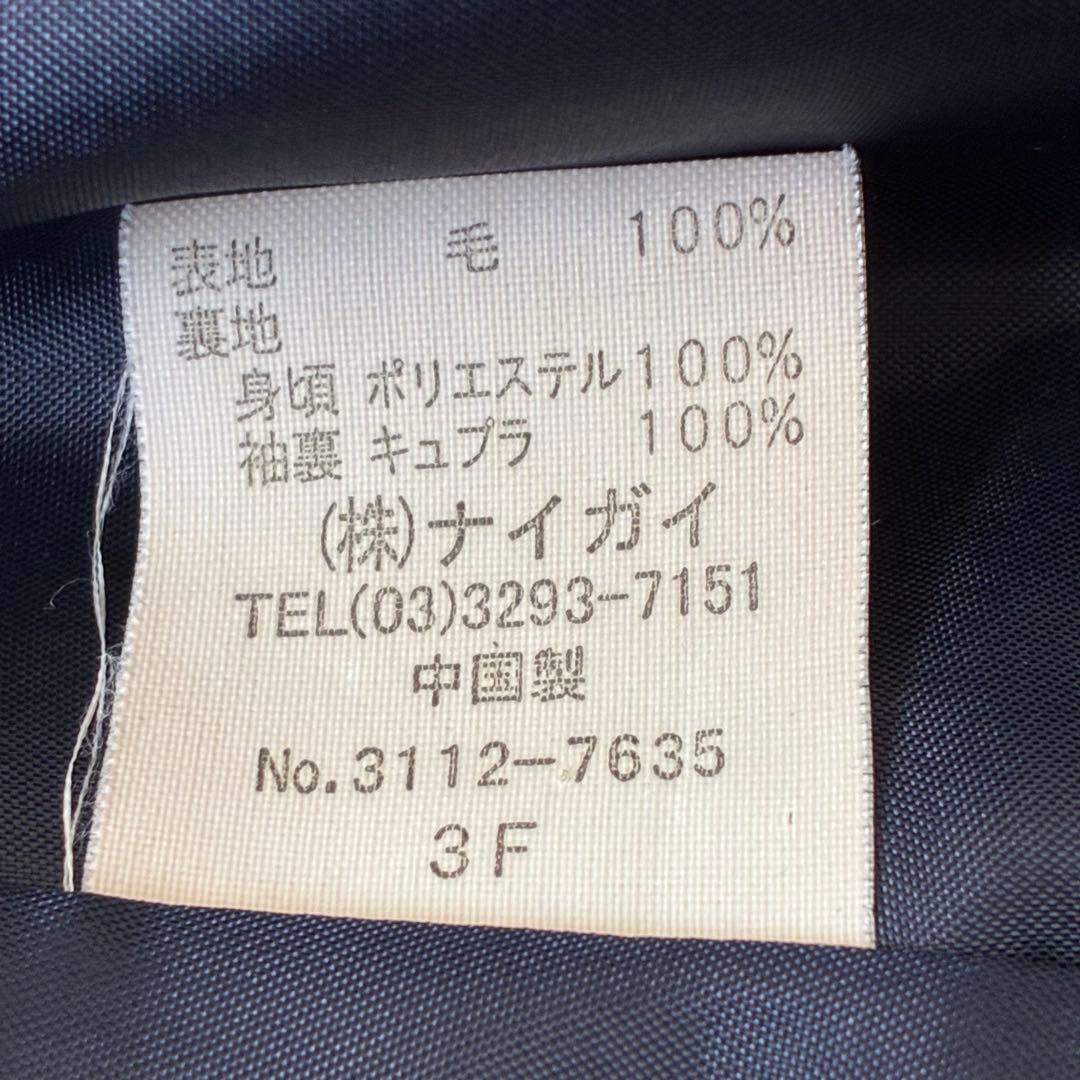 表地 毛 100%
裏地
身頃 ポリエステル100%
袖裏 キュプラ 100%
(株)ナイガイ
TEL(03)3293-7151
中国製
No.3112-7635
3F